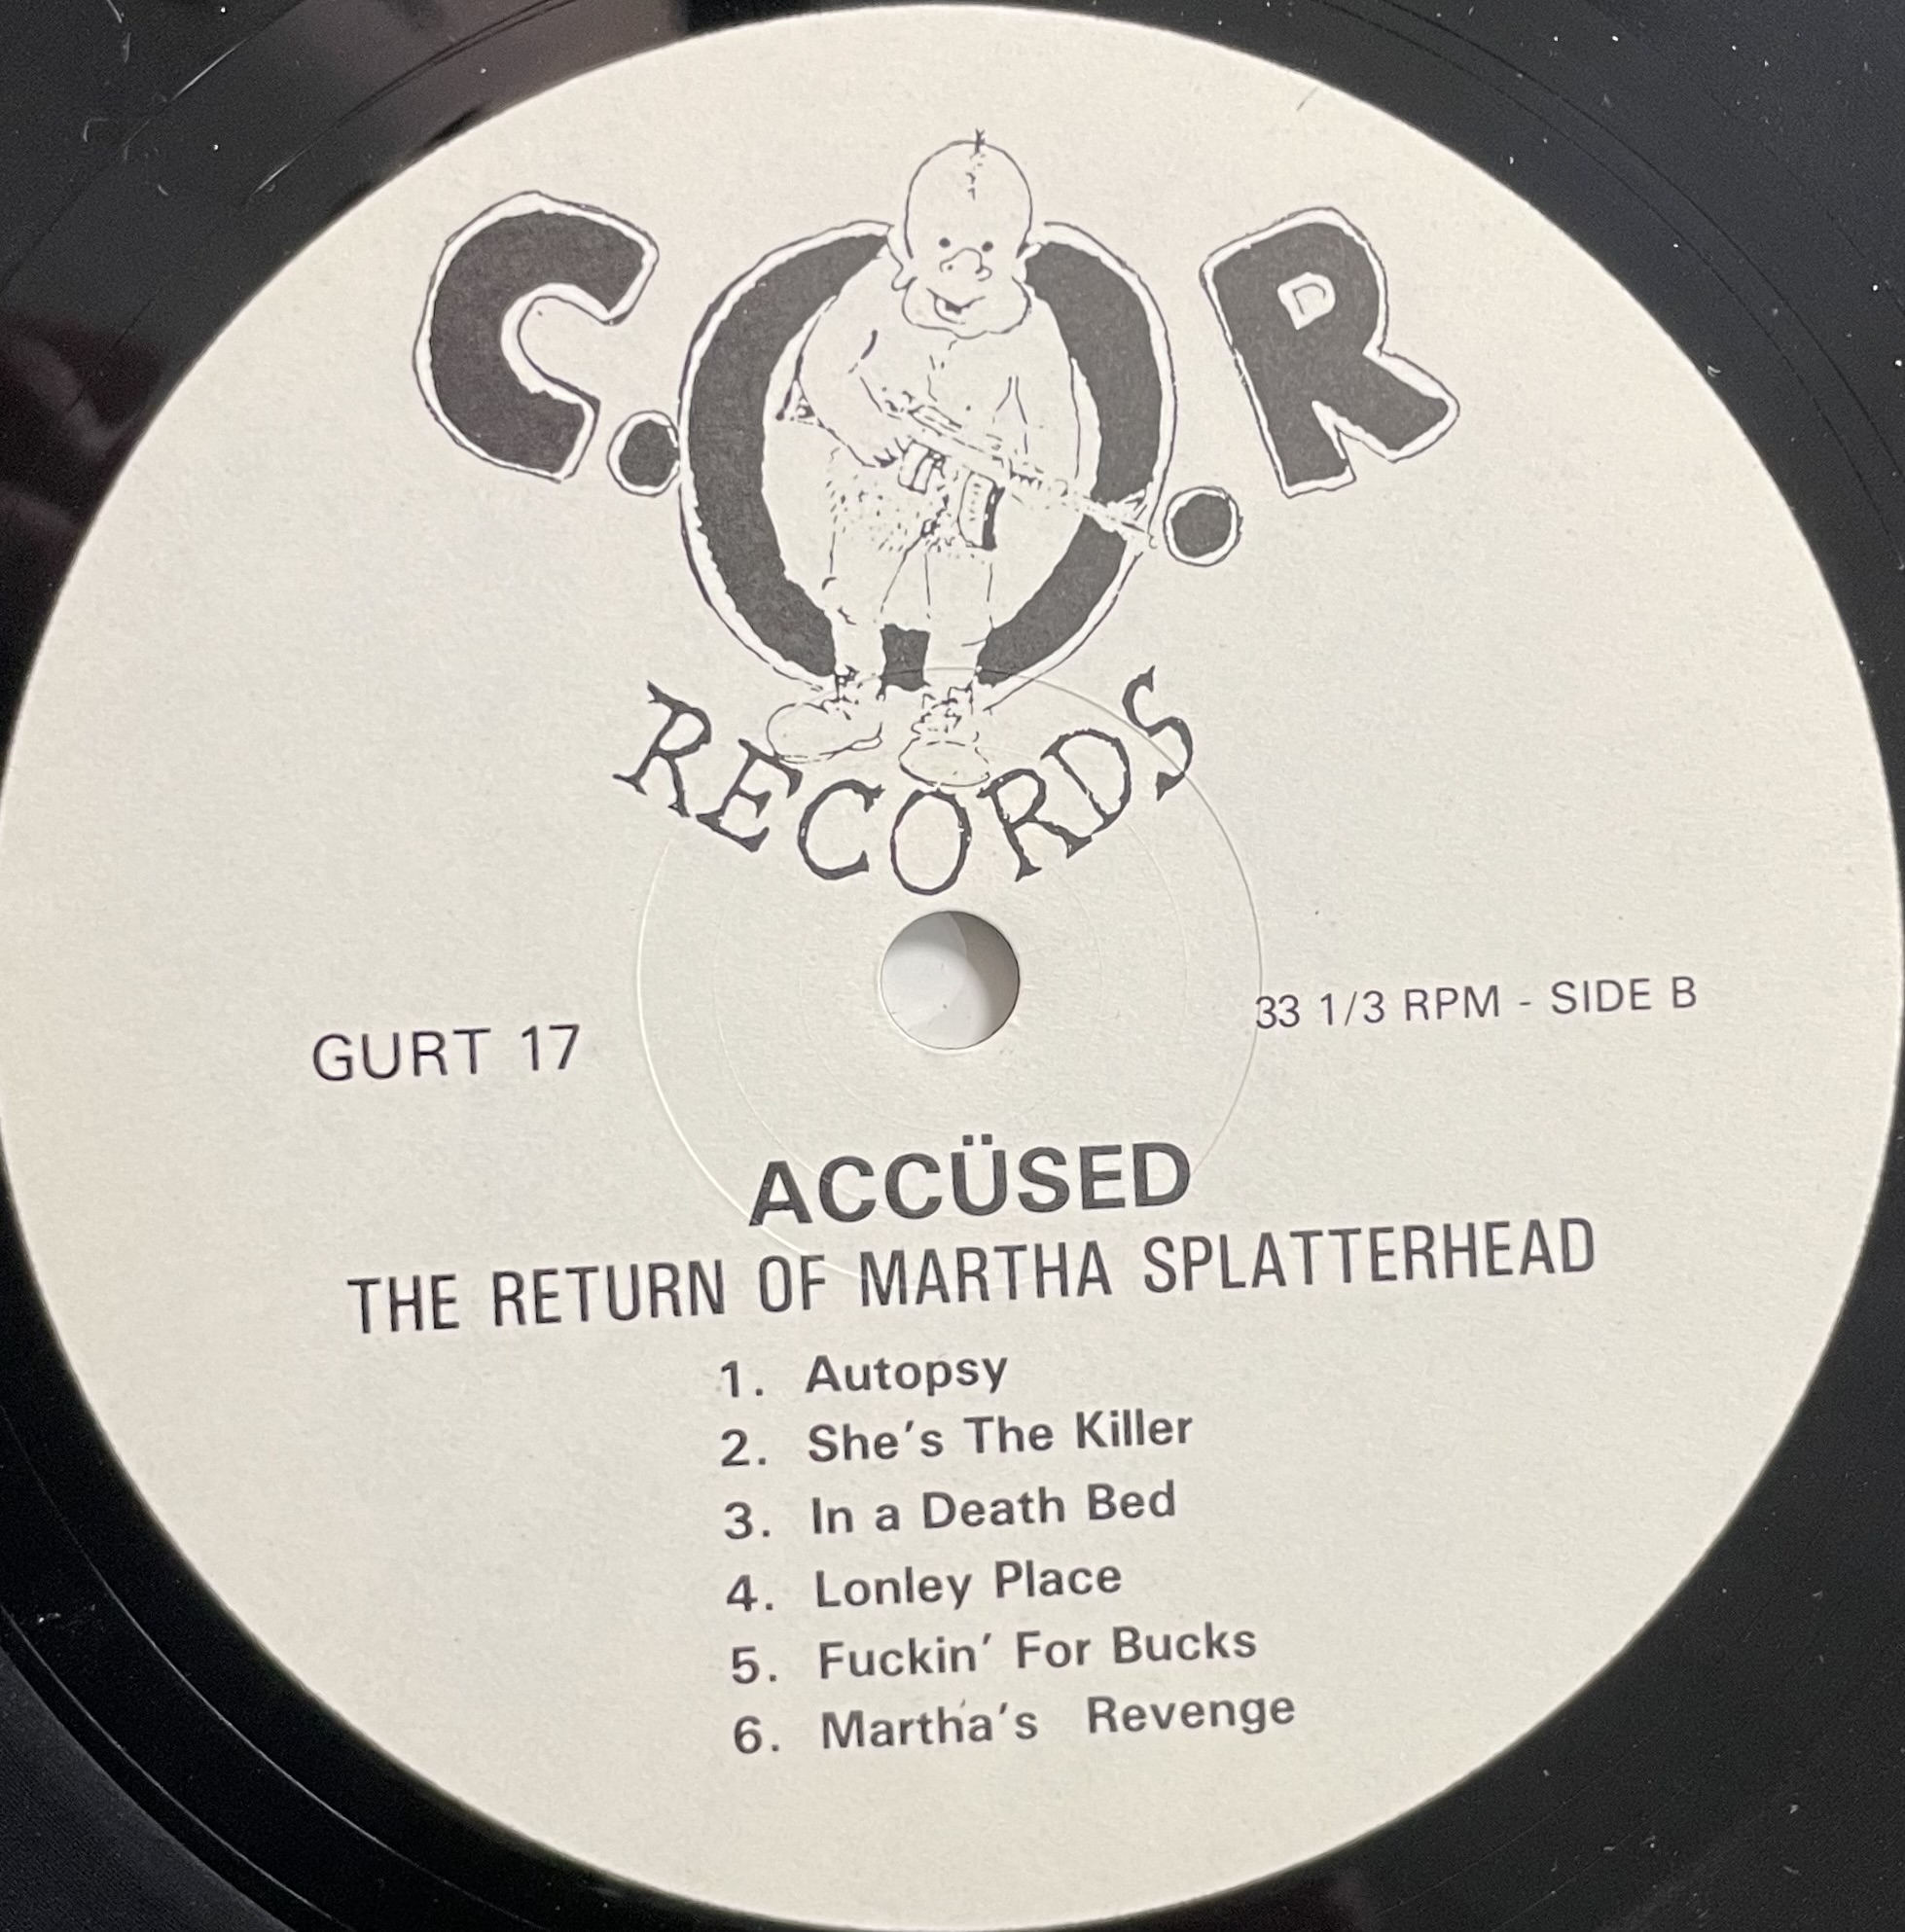 C.O.R
RECORDS
GURT 17
33 1/3 RPM - SIDE B
ACCÜSED
THE RETURN OF MARTHA SPLATTERHEAD
1. Autopsy
2. She's The Killer
3. In a Death Bed
4. Lonley Place
5. Fuckin' For Bucks
6. Martha's Revenge